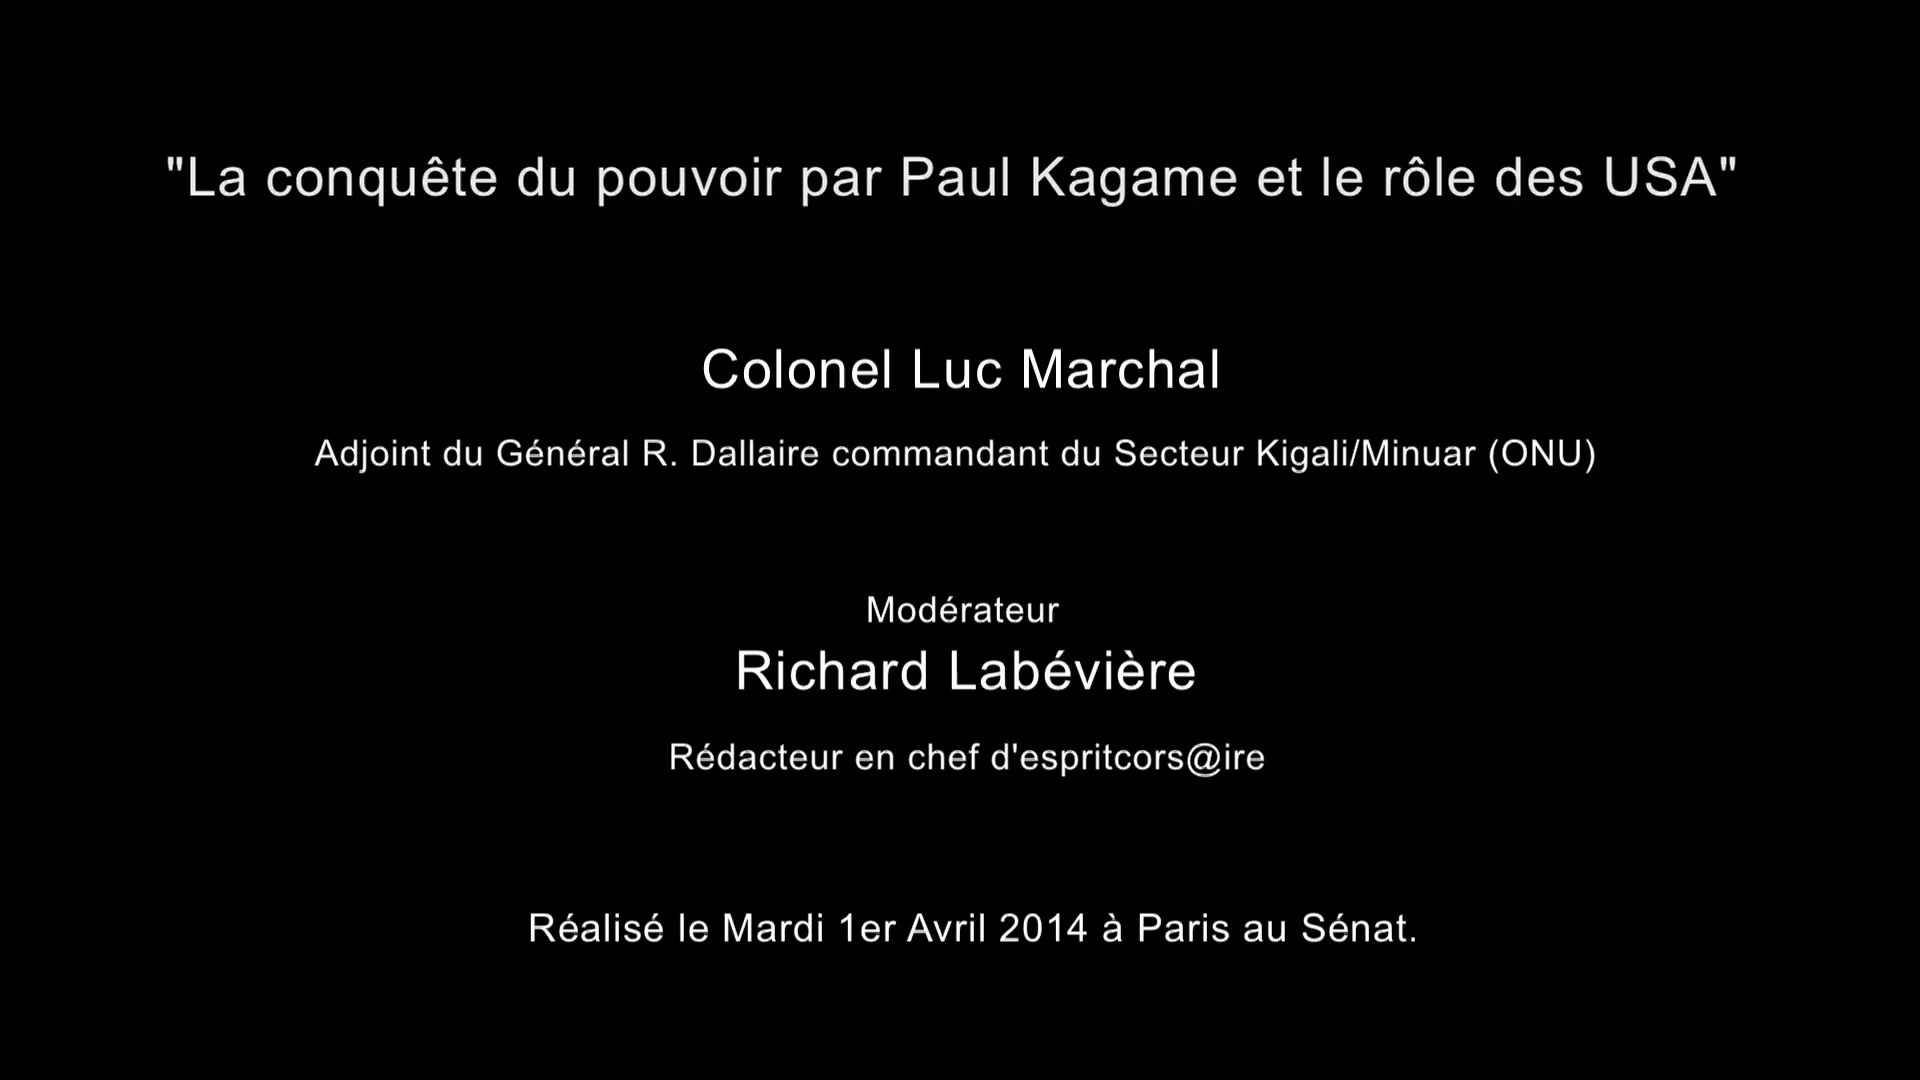 "La conquête du pouvoir par Paul Kagame et le rôle des USA"
Colonel Luc Marchal
Adjoint du Général R. Dallaire commandant du Secteur Kigali/Minuar (ONU)
Modérateur
Richard Labévière
Rédacteur en chef d'espritcors@ire
Réalisé le Mardi 1er Avril 2014 à Paris au Sénat.